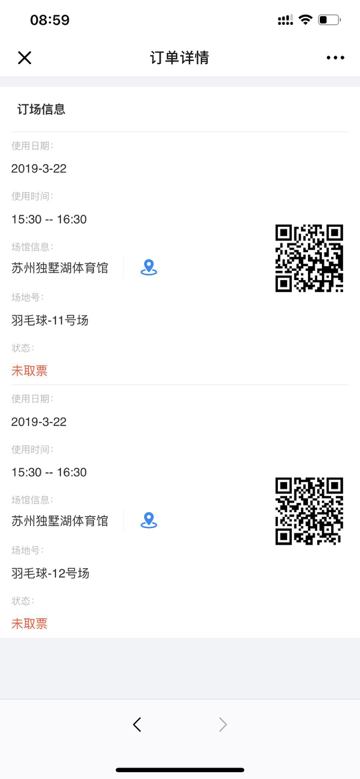 08:59
订单详情
订场信息
使用日期:
2019-3-22
使用时间:
15:30 -- 16:30
场馆信息:
苏州独墅湖体育馆
场地号:
羽毛球-11号场
状态:
未取票
使用日期:
2019-3-22
使用时间:
15:30 -- 16:30
场馆信息:
苏州独墅湖体育馆
场地号:
羽毛球-12号场
状态:
未取票